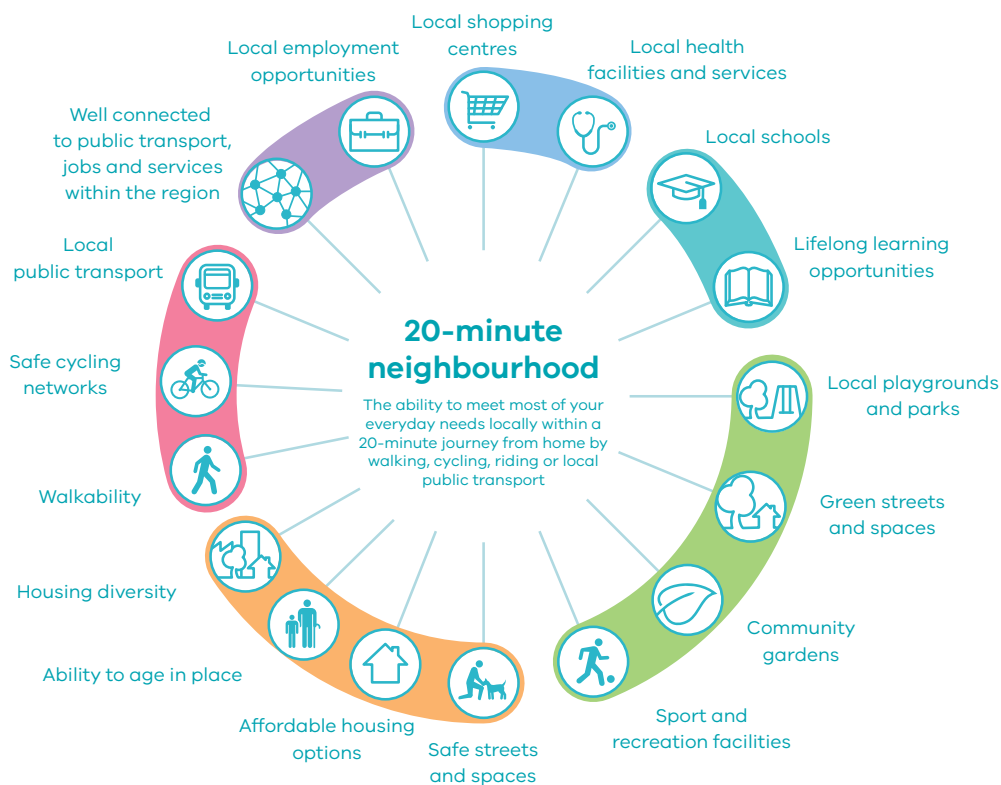 Local shopping
centres
Local employment
opportunities
Local health
facilities and services
Well connected
to public transport,
jobs and services
within the region
Local schools
Local
public transport
Lifelong learning
opportunities
20-minute
neighbourhood
The ability to meet most of your
everyday needs locally within a
20-minute journey from home by
walking, cycling, riding or local
public transport
Safe cycling
networks
Local playgrounds
and parks
Walkability
Green streets
and spaces
Housing diversity
Community
gardens
Ability to age in place
Affordable housing
options
Safe streets
and spaces
Sport and
recreation facilities